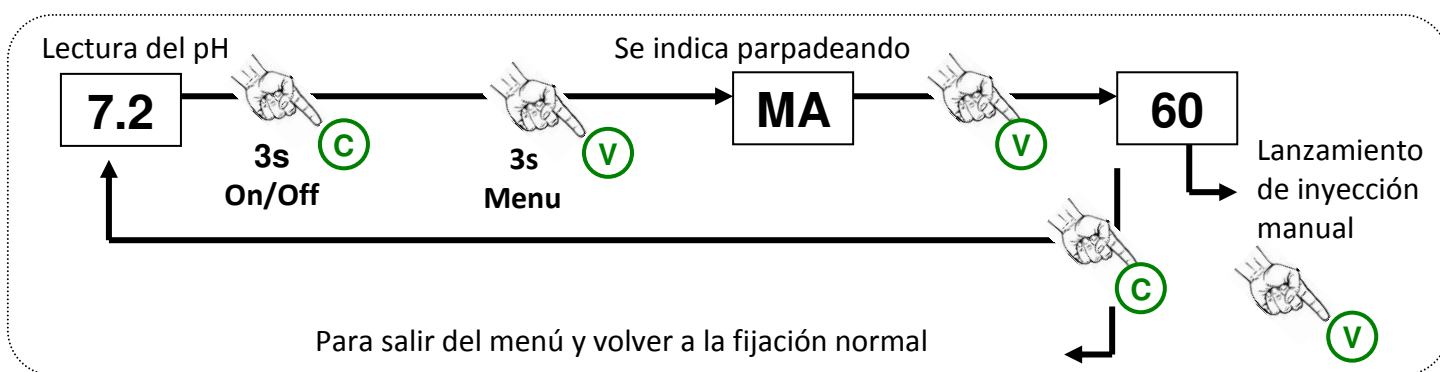 Lectura del pH
Se indica parpadeando
7.2
MA
60
C
V
V
3s
On/Off
3s
Menu
Lanzamiento
de inyección
manual
C
V
Para salir del menú y volver a la fijación normal